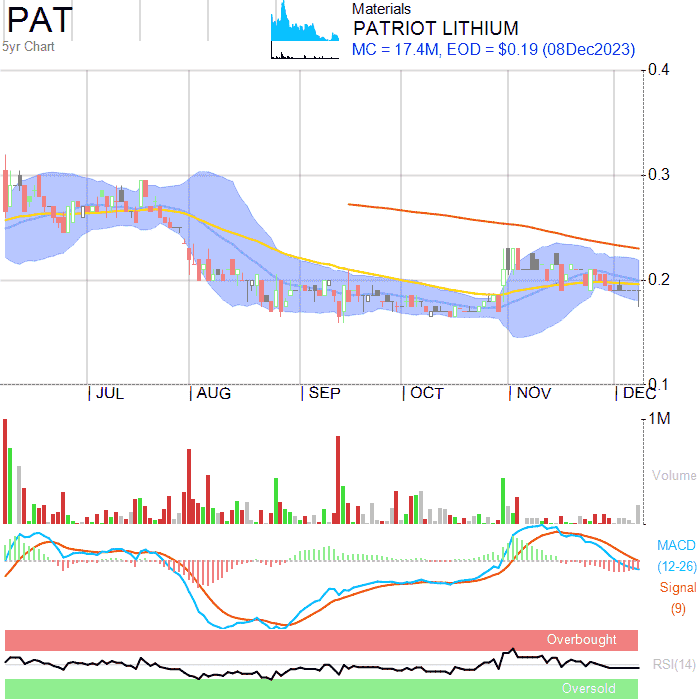 PAT
5yr Chart
Materials
PATRIOT LITHIUM
MC = 17.4M, EOD = $0.19 (08Dec2023)
0.4
0.3
0.2
0.1
JUL AUG SEP OCT NOV DEC
1M
Volume
MACD
(12-26)
Signal
(9)
Overbought
RSI(14)
Oversold